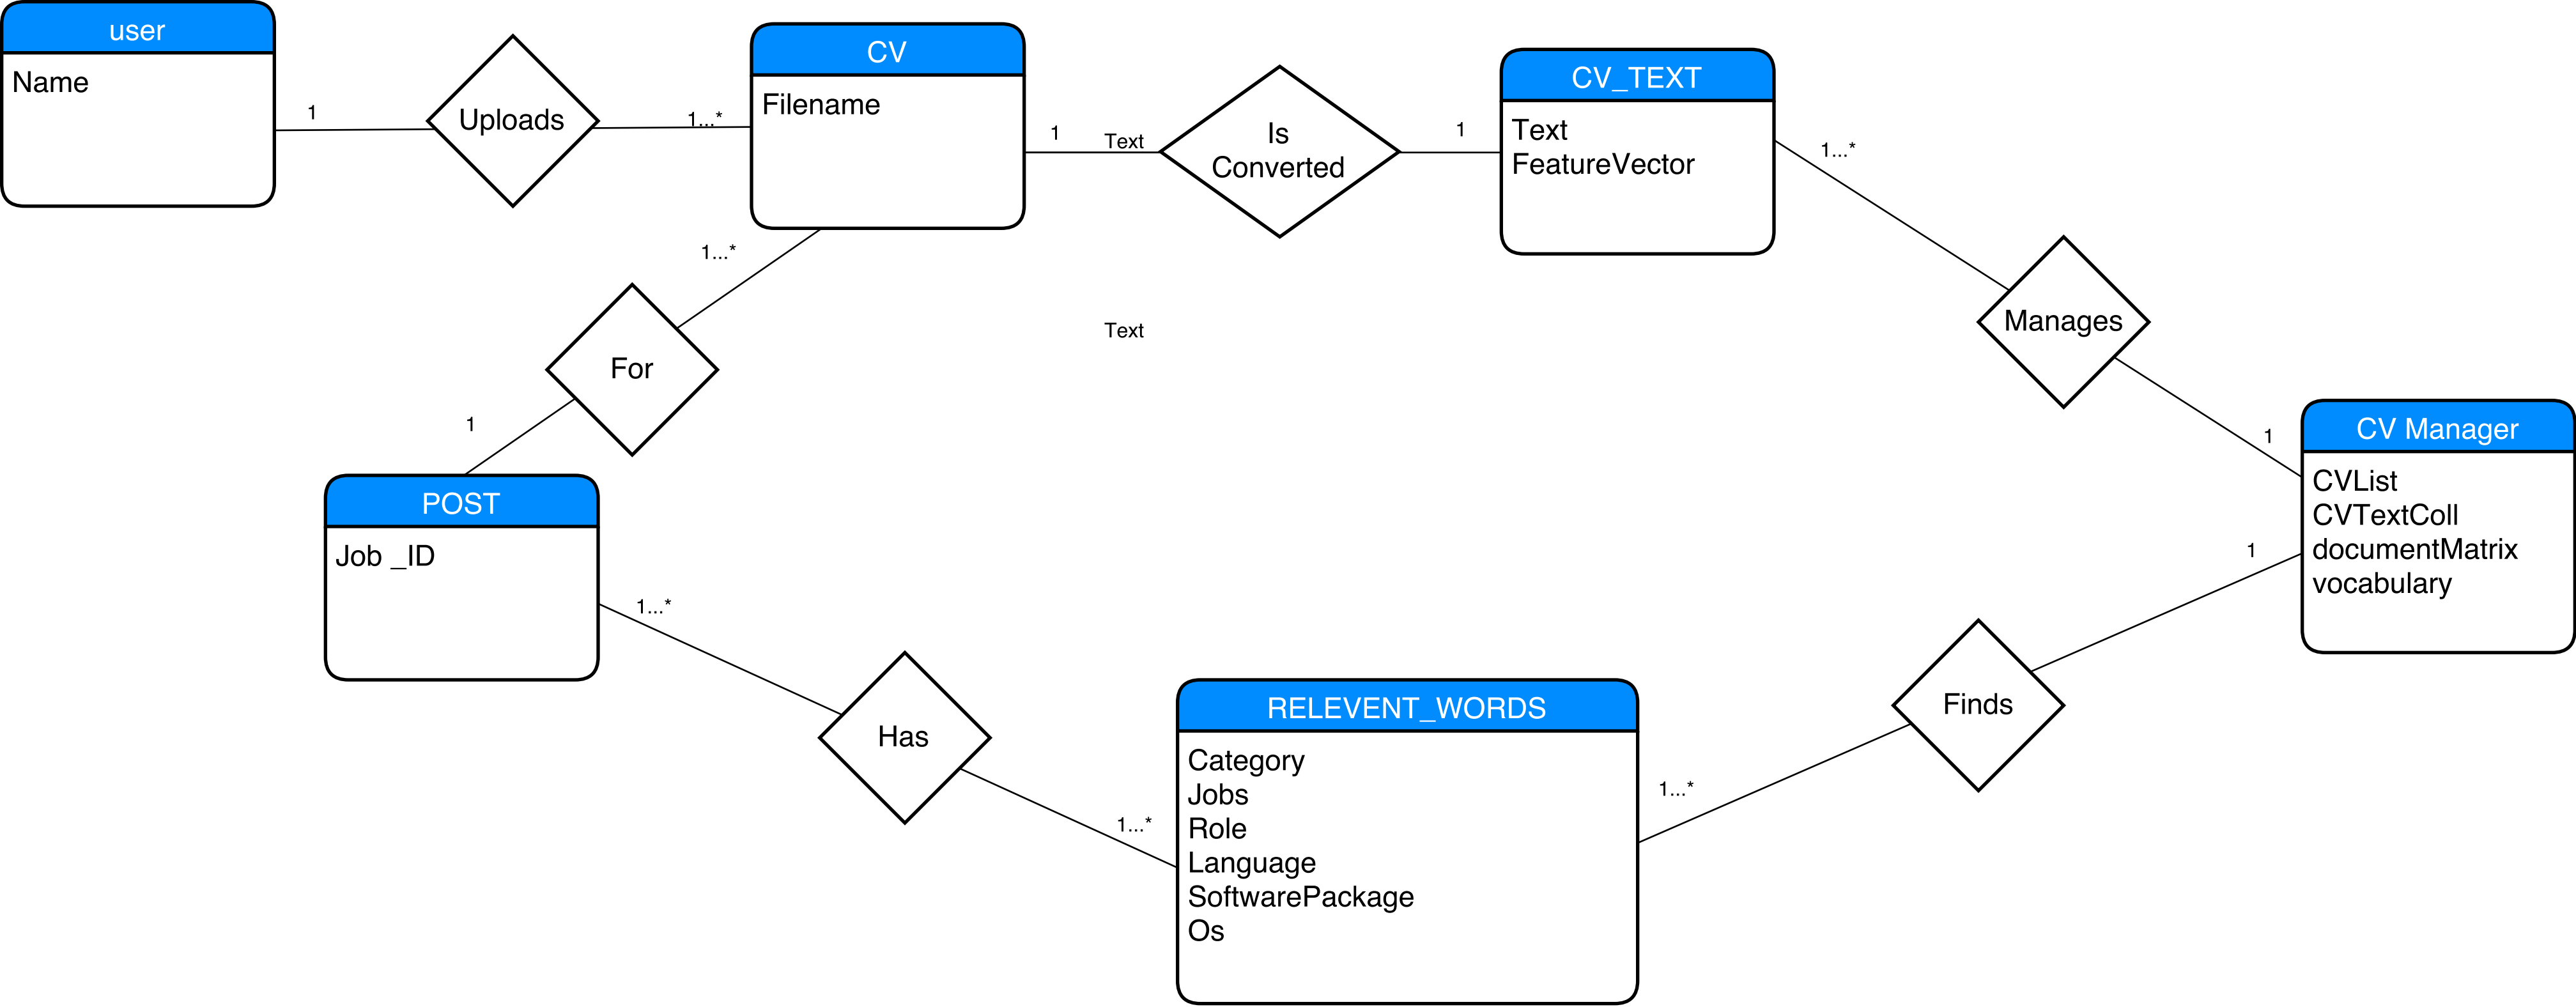 user
Name
1
Uploads
1...*
CV
Filename
1
Text
Is
Converted
1
CV_TEXT
Text
FeatureVector
1...*
Manages
1
CV Manager
CVList
CVTextColl
documentMatrix
vocabulary
1...*
For
1
Text
POST
Job _ID
1...*
Has
1...*
RELEVENT_WORDS
Category
Jobs
Role
Language
SoftwarePackage
Os
1...*
Finds
1